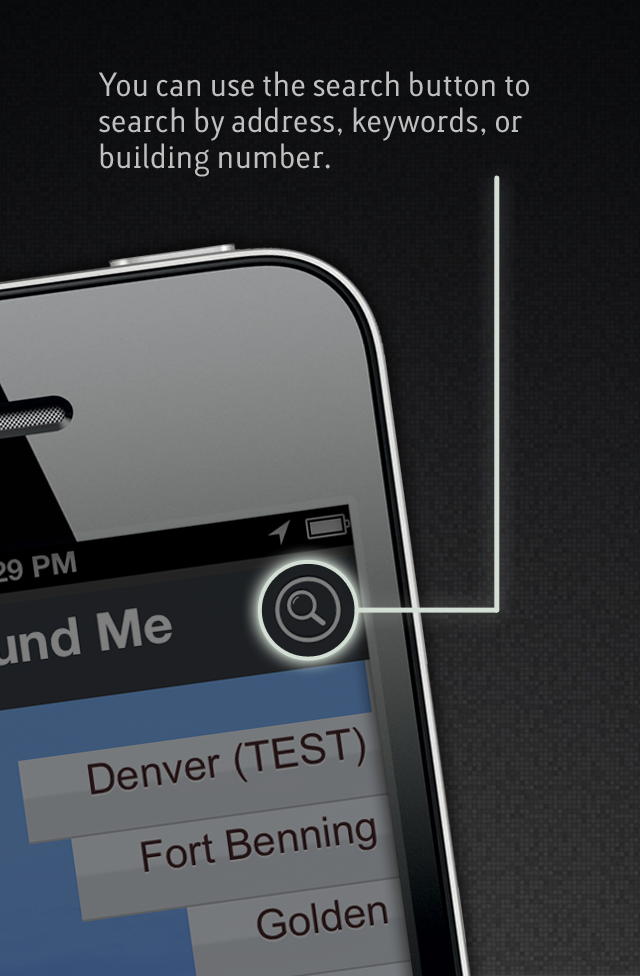 You can use the search button to
search by address, keywords, or
building number.
29 PM
und Me
Denver (TEST)
Fort Benning
Golden